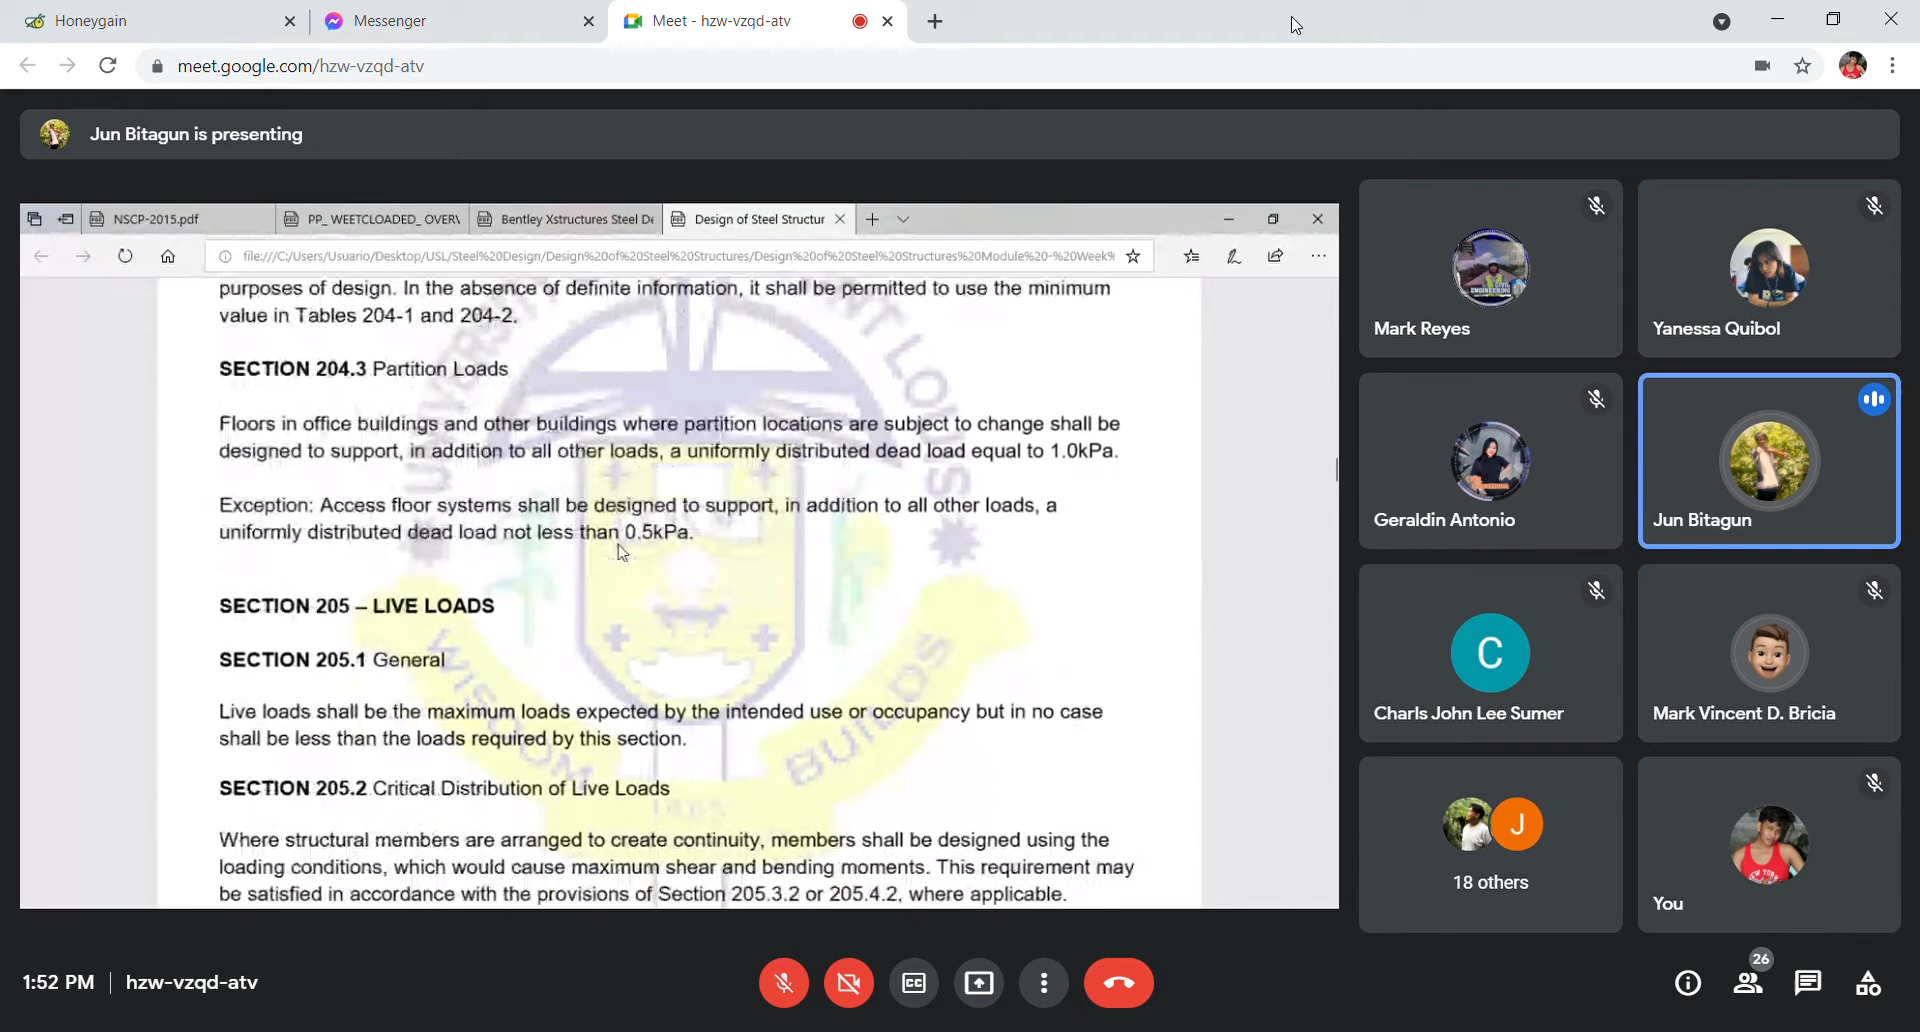 Honeygain
Messenger
Meet - hzw-vzqd-atv
meet.google.com/hzw-vzqd-atv
Jun Bitagun is presenting
NSCP-2015.pdf
PP_ WEETCLOADED_ OVER\
Bentley Xstructures Steel De
Design of Steel Structur
file:///C:/Users/Usuario/Desktop/USL/Steel%20Design/Design%20of%20Steel%20Structures/Design%20of%20Steel%20Structures%20Module%20-%20Week%
purposes of design. In the absence of definite information, it shall be permitted to use the minimum
value in Tables 204-1 and 204-2.
SECTION 204.3 Partition Loads
Floors in office buildings and other buildings where partition locations are subject to change shall be
designed to support, in addition to all other loads, a uniformly distributed dead load equal to 1.0kPa.
Exception: Access floor systems shall be designed to support, in addition to all other loads, a
uniformly distributed dead load not less than 0.5kPa.
SECTION 205 – LIVE LOADS
SECTION 205.1 General
Live loads shall be the maximum loads expected by the intended use or occupancy but in no case
shall be less than the loads required by this section.
SECTION 205.2 Critical Distribution of Live Loads
Where structural members are arranged to create continuity, members shall be designed using the
loading conditions, which would cause maximum shear and bending moments. This requirement may
be satisfied in accordance with the provisions of Section 205.3.2 or 205.4.2, where applicable.
WISDOM
BUILDS
Mark Reyes
Yanessa Quibol
Geraldin Antonio
Jun Bitagun
C
Charls John Lee Sumer
Mark Vincent D. Bricia
J
18 others
You
1:52 PM | hzw-vzqd-atv
CC
26